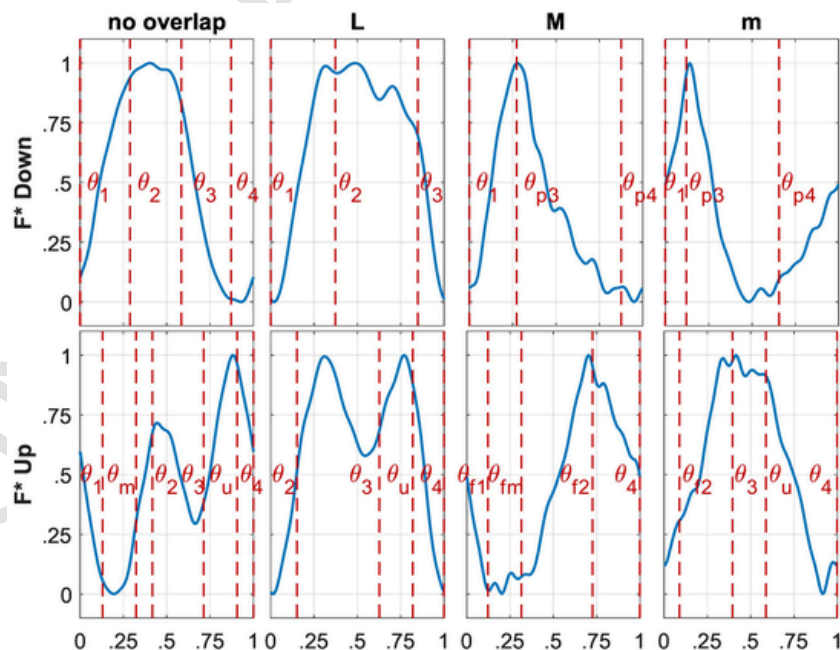 no overlap L M m
F* Down
1
.75
.5
.25
0
θ1 θ2 θ3 θ4
θ1 θ2 θ3
θ1 θp3 θp4
θ1 θp3 θp4
F* Up
1
.75
.5
.25
0
θ1 θm θ2 θ3 θu θ4
θ2 θ3 θu θ4
θf1 θfm θf2 θ4
θf2 θ3 θu θ4
0 .25 .5 .75 1 0 .25 .5 .75 1 0 .25 .5 .75 1 0 .25 .5 .75 1